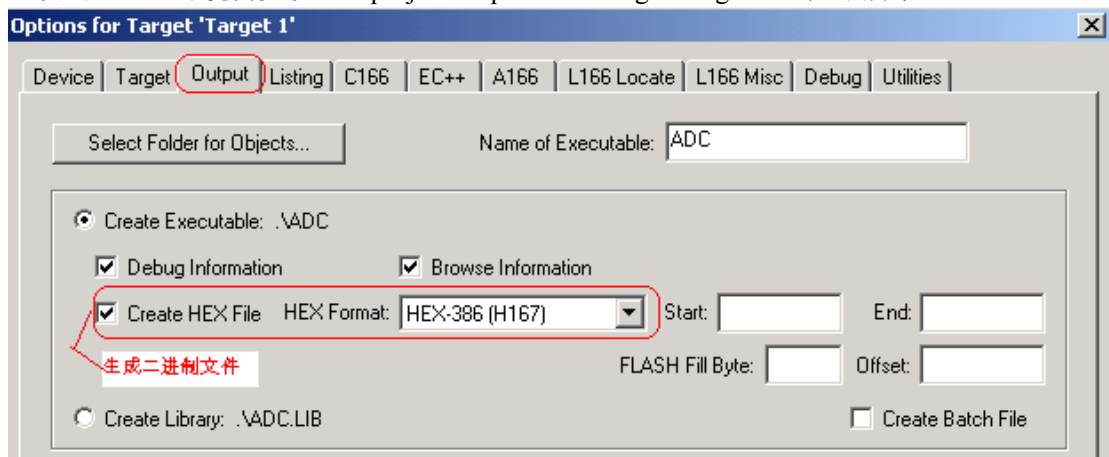 Options for Target 'Target 1'
Device Target Output Listing C166 EC++ A166 L166 Locate L166 Misc Debug Utilities
Select Folder for Objects... Name of Executable: ADC
Create Executable: .\ADC
Debug Information Browse Information
Create HEX File HEX Format: HEX-386 (H167) Start: End:
生成二进制文件 FLASH Fill Byte: Offset:
Create Library: .\ADC.LIB Create Batch File